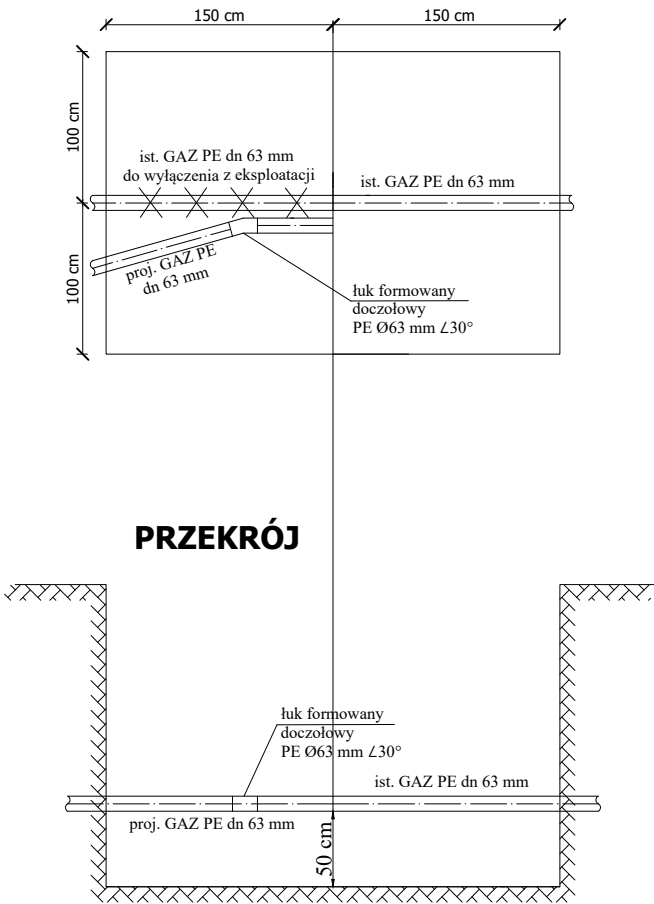 150 cm
150 cm
100 cm
ist. GAZ PE dn 63 mm
do wyłączenia z eksploatacji
ist. GAZ PE dn 63 mm
100 cm
proj. GAZ PE
dn 63 mm
łuk formowany
doczołowy
PE Ø63 mm ∠30°
PRZEKRÓJ
łuk formowany
doczołowy
PE Ø63 mm ∠30°
ist. GAZ PE dn 63 mm
proj. GAZ PE dn 63 mm
50 cm